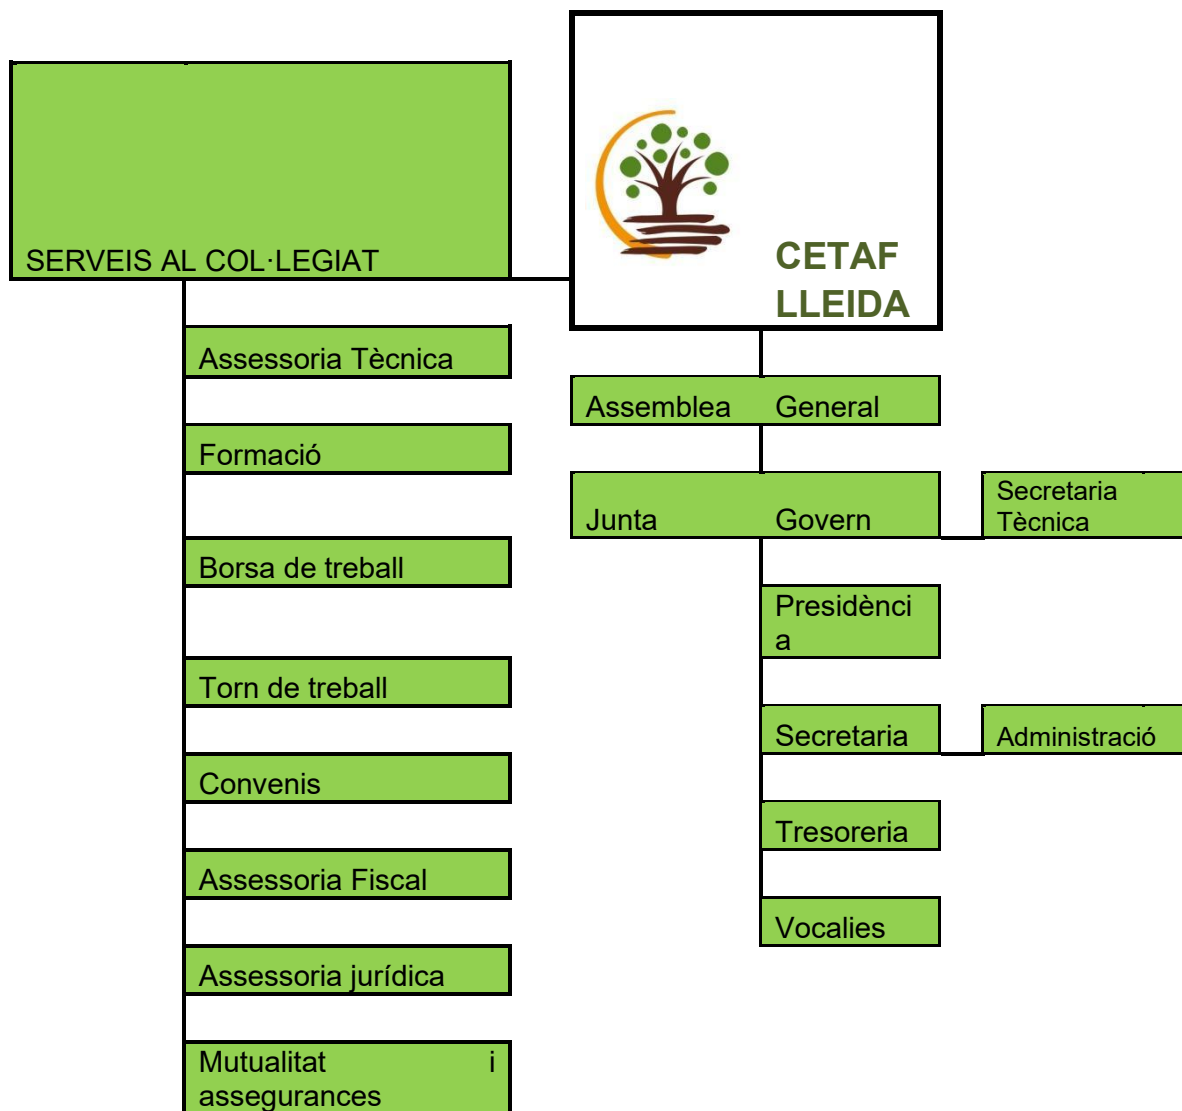 SERVEIS AL COL·LEGIAT
Assessoria Tècnica
Formació
Borsa de treball
Torn de treball
Convenis
Assessoria Fiscal
Assessoria jurídica
Mutualitat i
assegurances
CETAF
LLEIDA
Assemblea General
Junta Govern
Secretaria
Tècnica
Presidènci
a
Secretaria
Administració
Tresoreria
Vocalies